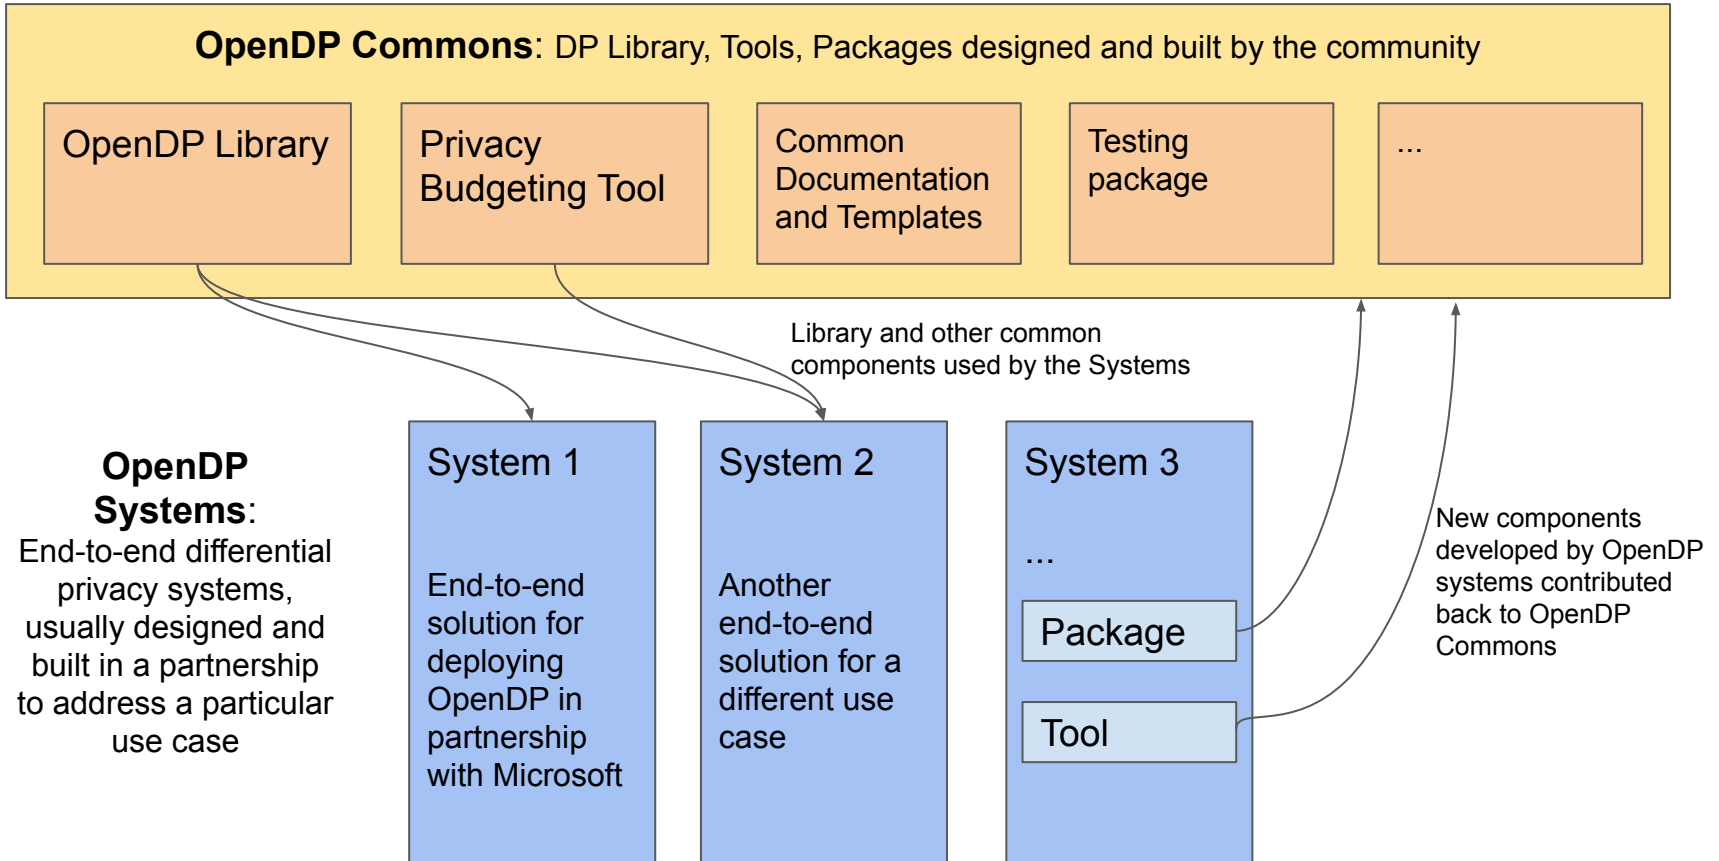 OpenDP Commons: DP Library, Tools, Packages designed and built by the community
OpenDP Library
Privacy
Budgeting Tool
Common
Documentation
and Templates
Testing
package
...
Library and other common
components used by the Systems
OpenDP
Systems:
End-to-end differential
privacy systems,
usually designed and
built in a partnership
to address a particular
use case
System 1
End-to-end
solution for
deploying
OpenDP in
partnership
with Microsoft
System 2
Another
end-to-end
solution for a
different use
case
System 3
...
Package
Tool
New components
developed by OpenDP
systems contributed
back to OpenDP
Commons